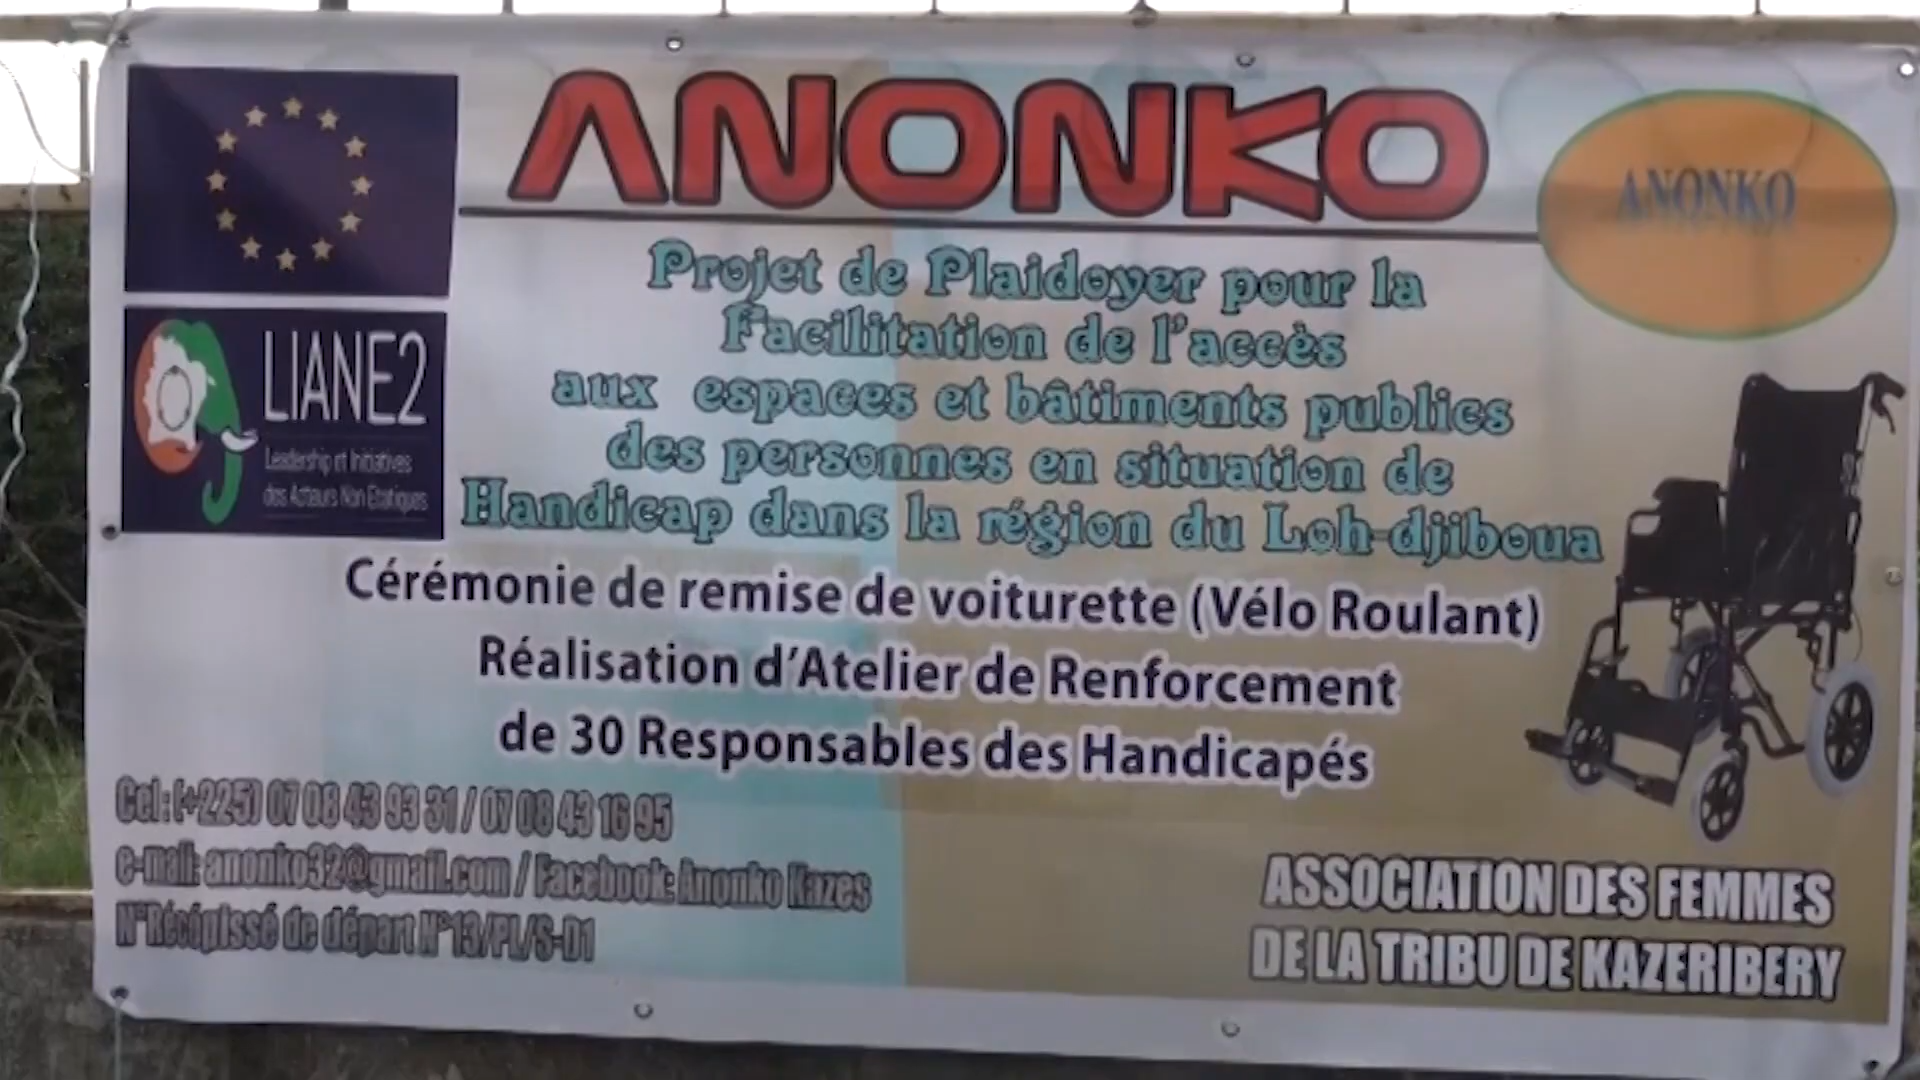 ANONKO
ANONKO
Projet de Plaidoyer pour la
Facilitation de l'accès
aux espaces et bâtiments publics
des personnes en situation de
Handicap dans la région du Loh-djiboua
LIANE2
Leadership et Initiatives
des Acteurs Non Etatiques
Cérémonie de remise de voiturette (Vélo Roulant)
Réalisation d'Atelier de Renforcement
de 30 Responsables des Handicapés
Cel : (+225) 07 08 43 93 31 / 07 08 43 16 95
e-mail: anonko32@gmail.com / Facebook: Anonko Kazes
N°Récépissé de départ N°13/PL/S-D1
ASSOCIATION DES FEMMES
DE LA TRIBU DE KAZERIBERY